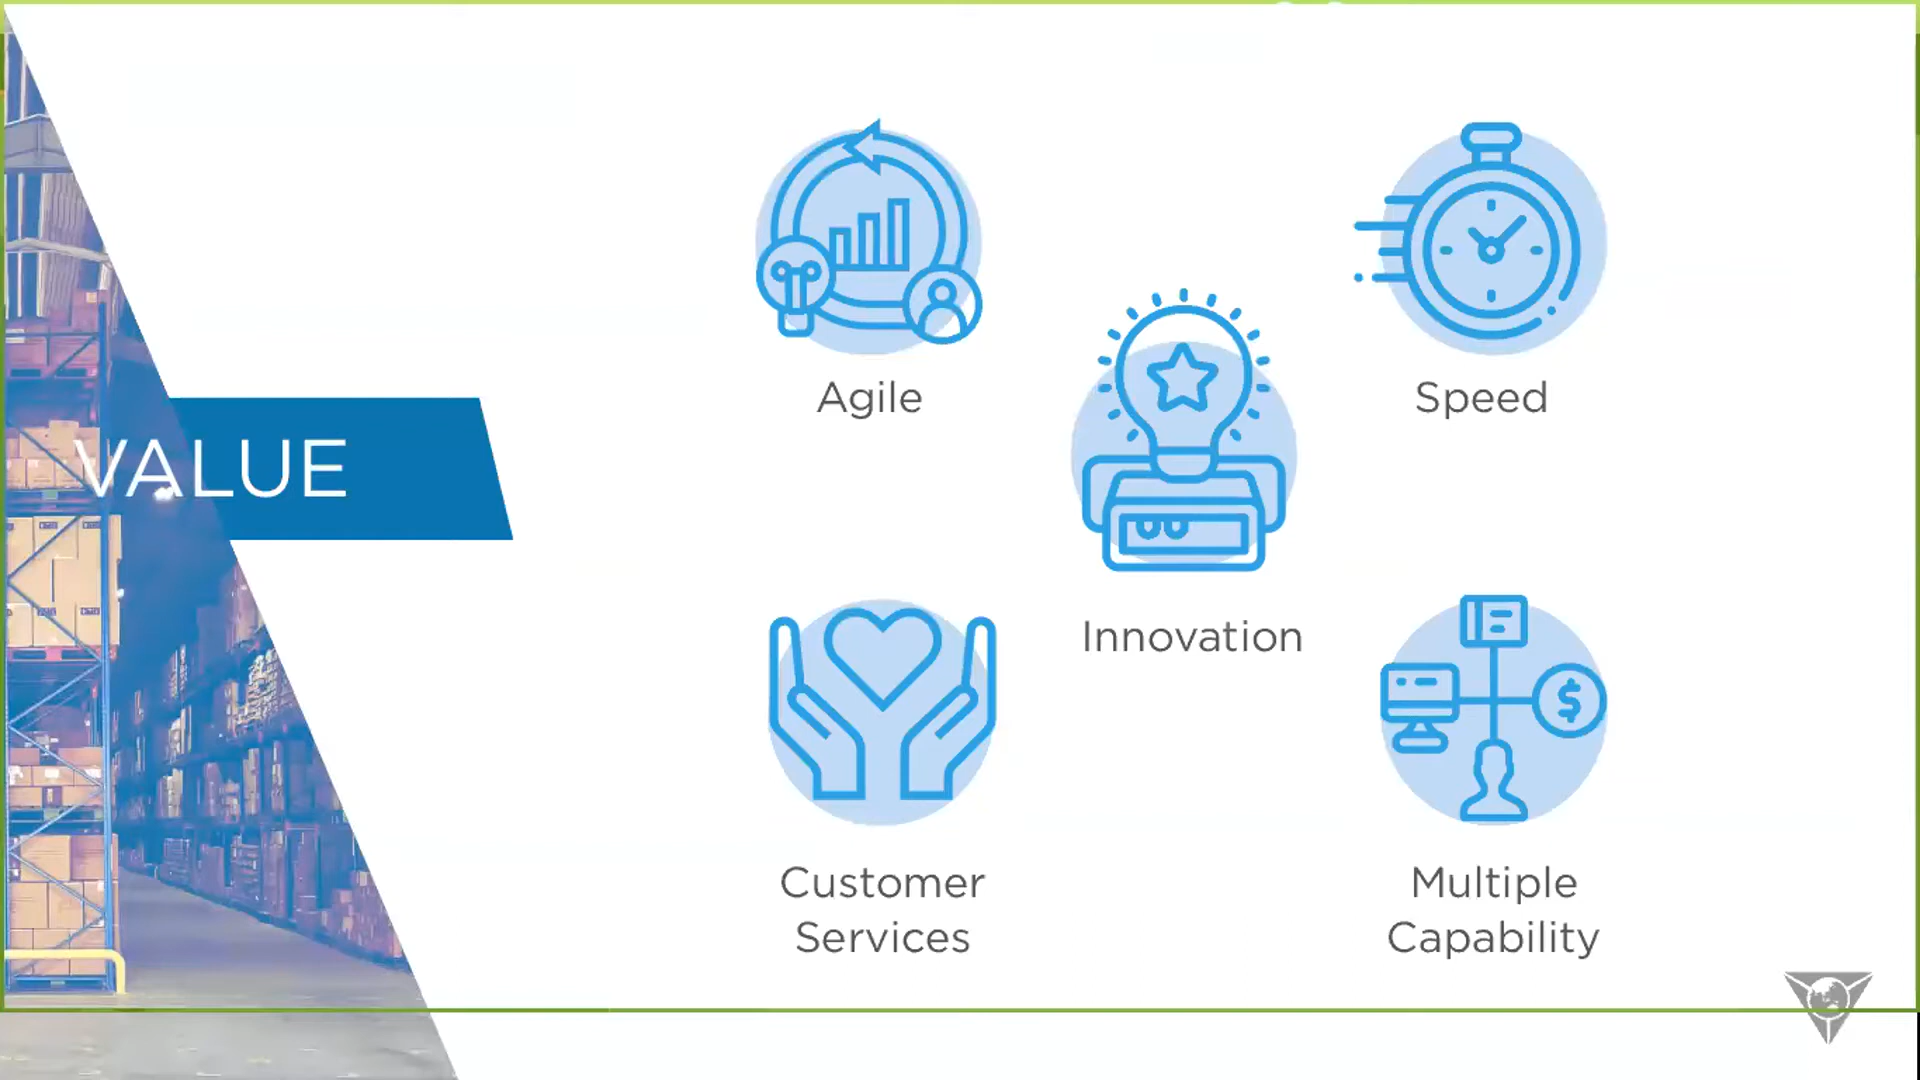 VALUE
Agile
Speed
Innovation
Customer
Services
Multiple
Capability